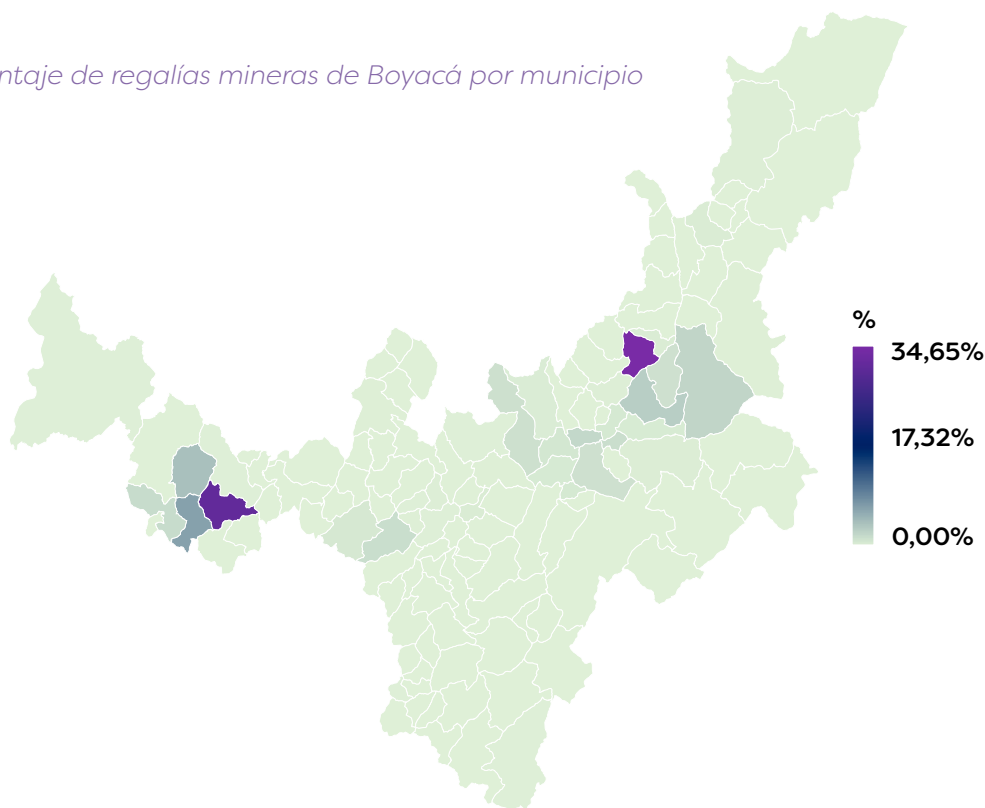 ntaje de regalías mineras de Boyacá por municipio
%
34,65%
17,32%
0,00%